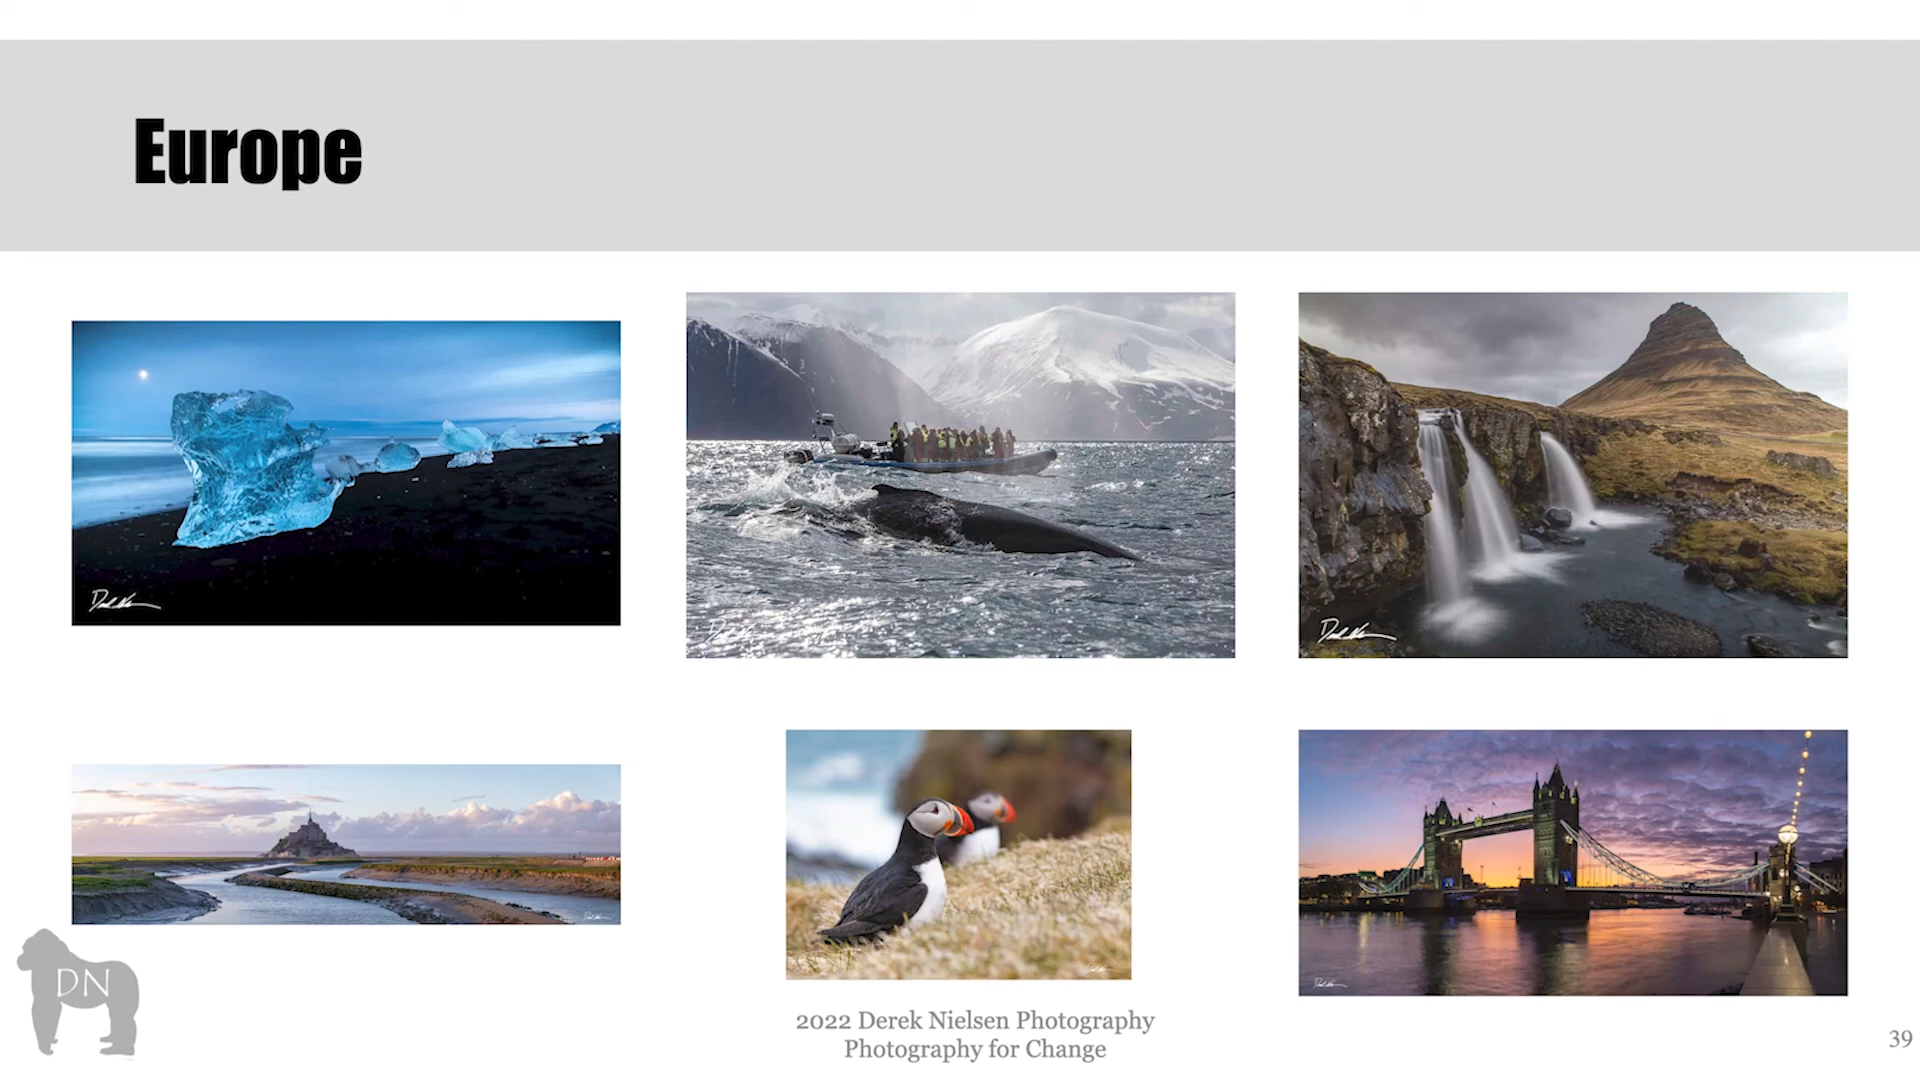 Europe
DN
2022 Derek Nielsen Photography
Photography for Change
39